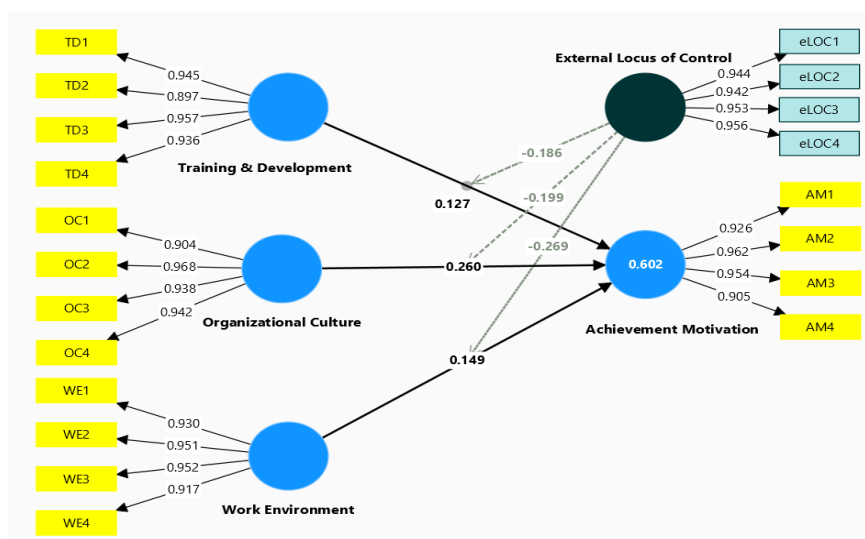 TD1
TD2
TD3
TD4
0.945
0.897
0.957
0.936
Training & Development
OC1
OC2
OC3
OC4
0.904
0.968
0.938
0.942
Organizational Culture
WE1
WE2
WE3
WE4
0.930
0.951
0.952
0.917
Work Environment
0.127
0.260
0.149
-0.186
-0.199
-0.269
External Locus of Control
0.944
0.942
0.953
0.956
eLOC1
eLOC2
eLOC3
eLOC4
0.602
Achievement Motivation
0.926
0.962
0.954
0.905
AM1
AM2
AM3
AM4